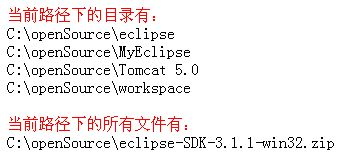 当前路径下的目录有：
C:\openSource\eclipse
C:\openSource\MyEclipse
C:\openSource\Tomcat 5.0
C:\openSource\workspace
当前路径下的所有文件有：
C:\openSource\eclipse-SDK-3.1.1-win32.zip